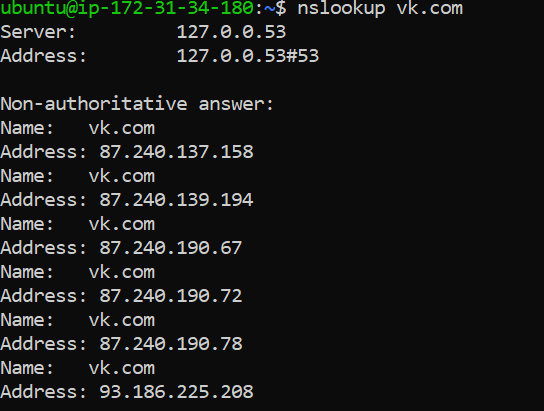 ubuntu@ip-172-31-34-180:~$ nslookup vk.com
Server:         127.0.0.53
Address:        127.0.0.53#53

Non-authoritative answer:
Name:   vk.com
Address: 87.240.137.158
Name:   vk.com
Address: 87.240.139.194
Name:   vk.com
Address: 87.240.190.67
Name:   vk.com
Address: 87.240.190.72
Name:   vk.com
Address: 87.240.190.78
Name:   vk.com
Address: 93.186.225.208